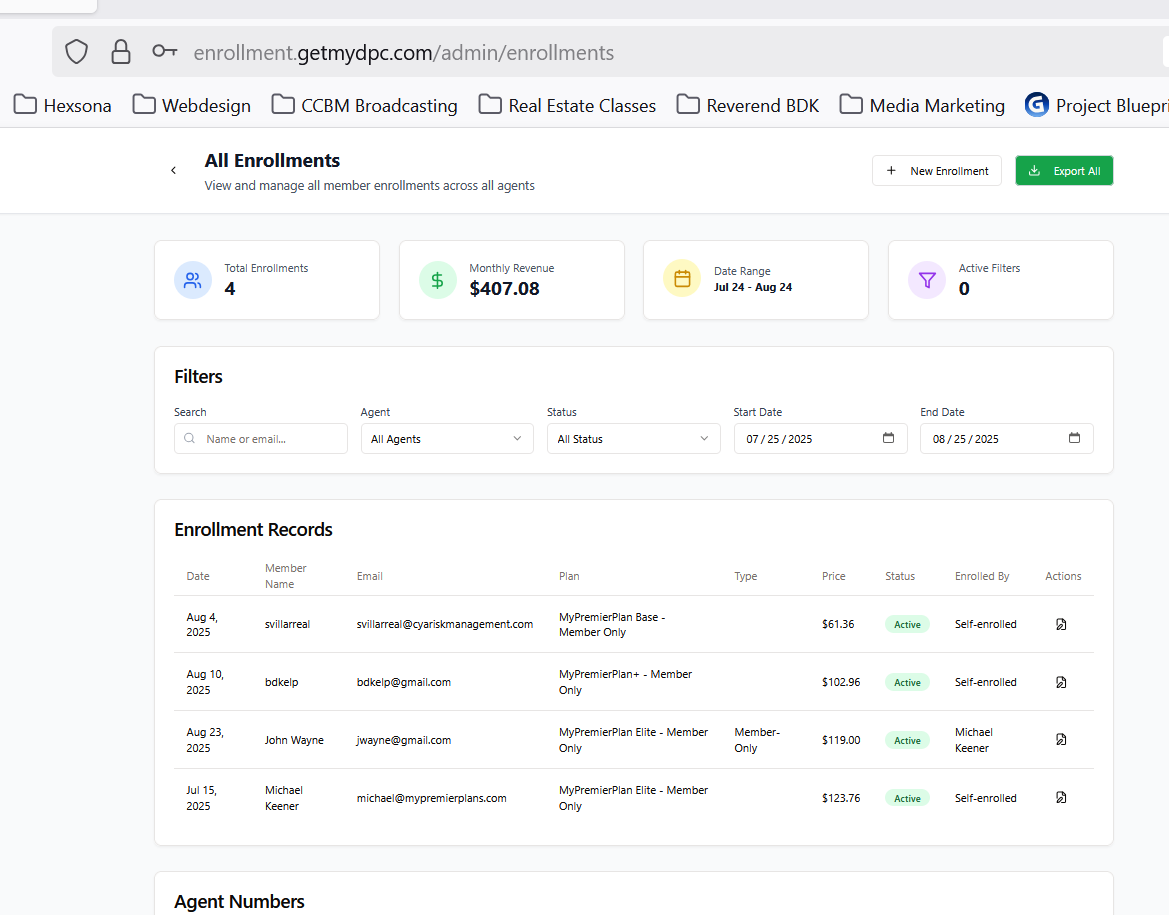 enrollment.getmydpc.com/admin/enrollments
Hexsona Webdesign CCBM Broadcasting Real Estate Classes Reverend BDK Media Marketing Project Bluepri
All Enrollments
View and manage all member enrollments across all agents
New Enrollment
Export All
Total Enrollments
4
Monthly Revenue
$407.08
Date Range
Jul 24 - Aug 24
Active Filters
0
Filters
Search Agent Status Start Date End Date
Name or email... All Agents All Status 07 / 25 / 2025 08 / 25 / 2025
Enrollment Records
Date Member Name Email Plan Type Price Status Enrolled By Actions
Aug 4, 2025 svillarreal svillarreal@cyariskmanagement.com MyPremierPlan Base - Member Only $61.36 Active Self-enrolled
Aug 10, 2025 bdkelp bdkelp@gmail.com MyPremierPlan+ - Member Only $102.96 Active Self-enrolled
Aug 23, 2025 John Wayne jwayne@gmail.com MyPremierPlan Elite - Member Only Member-Only $119.00 Active Michael Keener
Jul 15, 2025 Michael Keener michael@mypremierplans.com MyPremierPlan Elite - Member Only $123.76 Active Self-enrolled
Agent Numbers